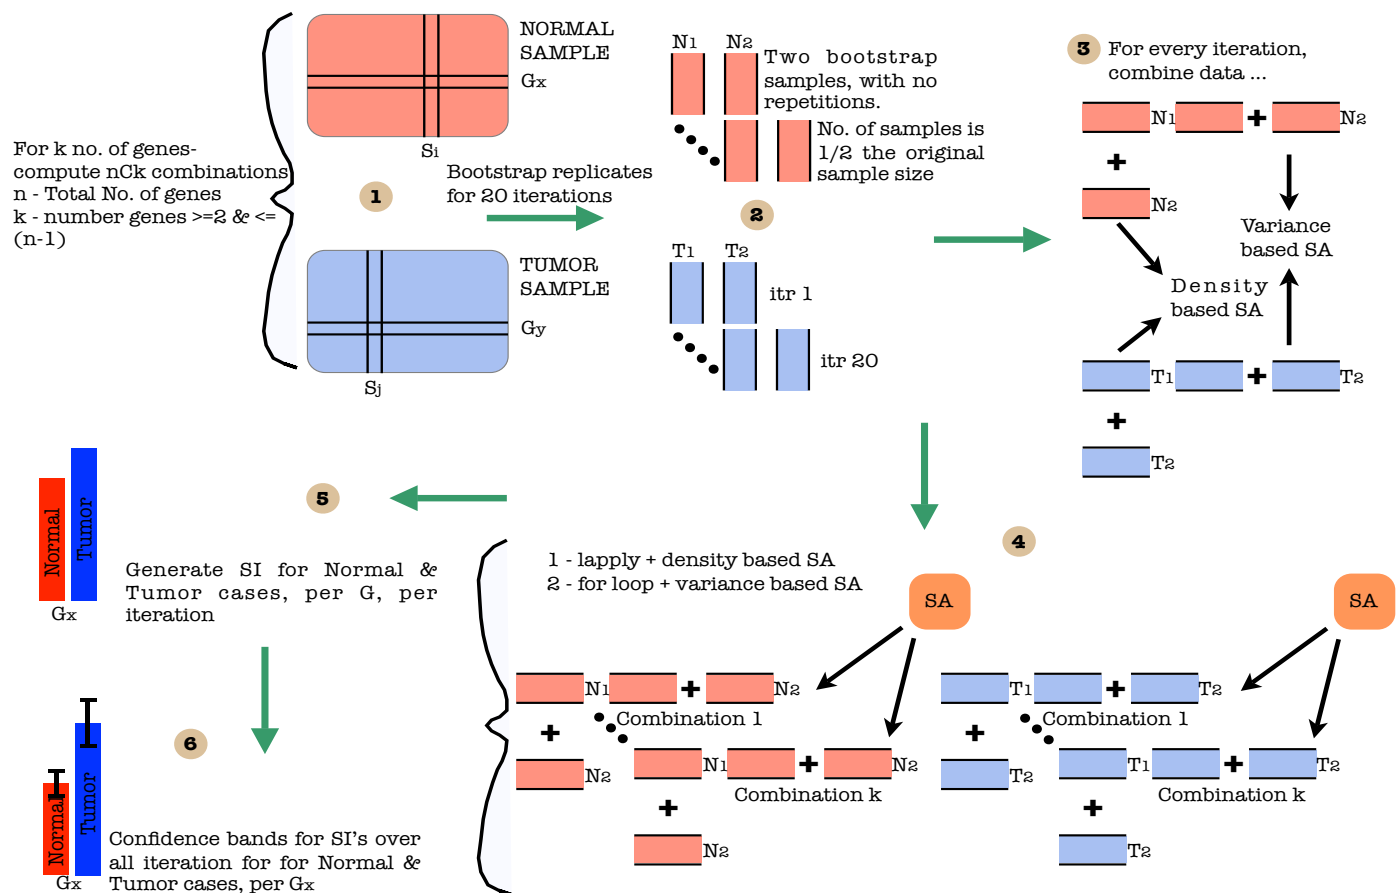 NORMAL
SAMPLE
Gx
Si
For k no. of genes-
compute nCk combinations
n - Total No. of genes
k - number genes >=2 & <=
(n-1)
1
Bootstrap replicates
for 20 iterations
TUMOR
SAMPLE
Gy
Sj
N1 N2
Two bootstrap
samples, with no
repetitions.
No. of samples is
1/2 the original
sample size
2
T1 T2
itr 1
itr 20
3
For every iteration,
combine data ...
N1 + N2
+
N2
Variance
based SA
Density
based SA
T1 + T2
+
T2
4
1 - lapply + density based SA
2 - for loop + variance based SA
SA
SA
N1 + N2
Combination 1
+
N2
N1 + N2
Combination k
+
N2
T1 + T2
Combination 1
+
T2
T1 + T2
Combination k
+
T2
5
Normal
Tumor
Gx
Generate SI for Normal &
Tumor cases, per G, per
iteration
6
Normal
Tumor
Gx
Confidence bands for SI's over
all iteration for for Normal &
Tumor cases, per Gx